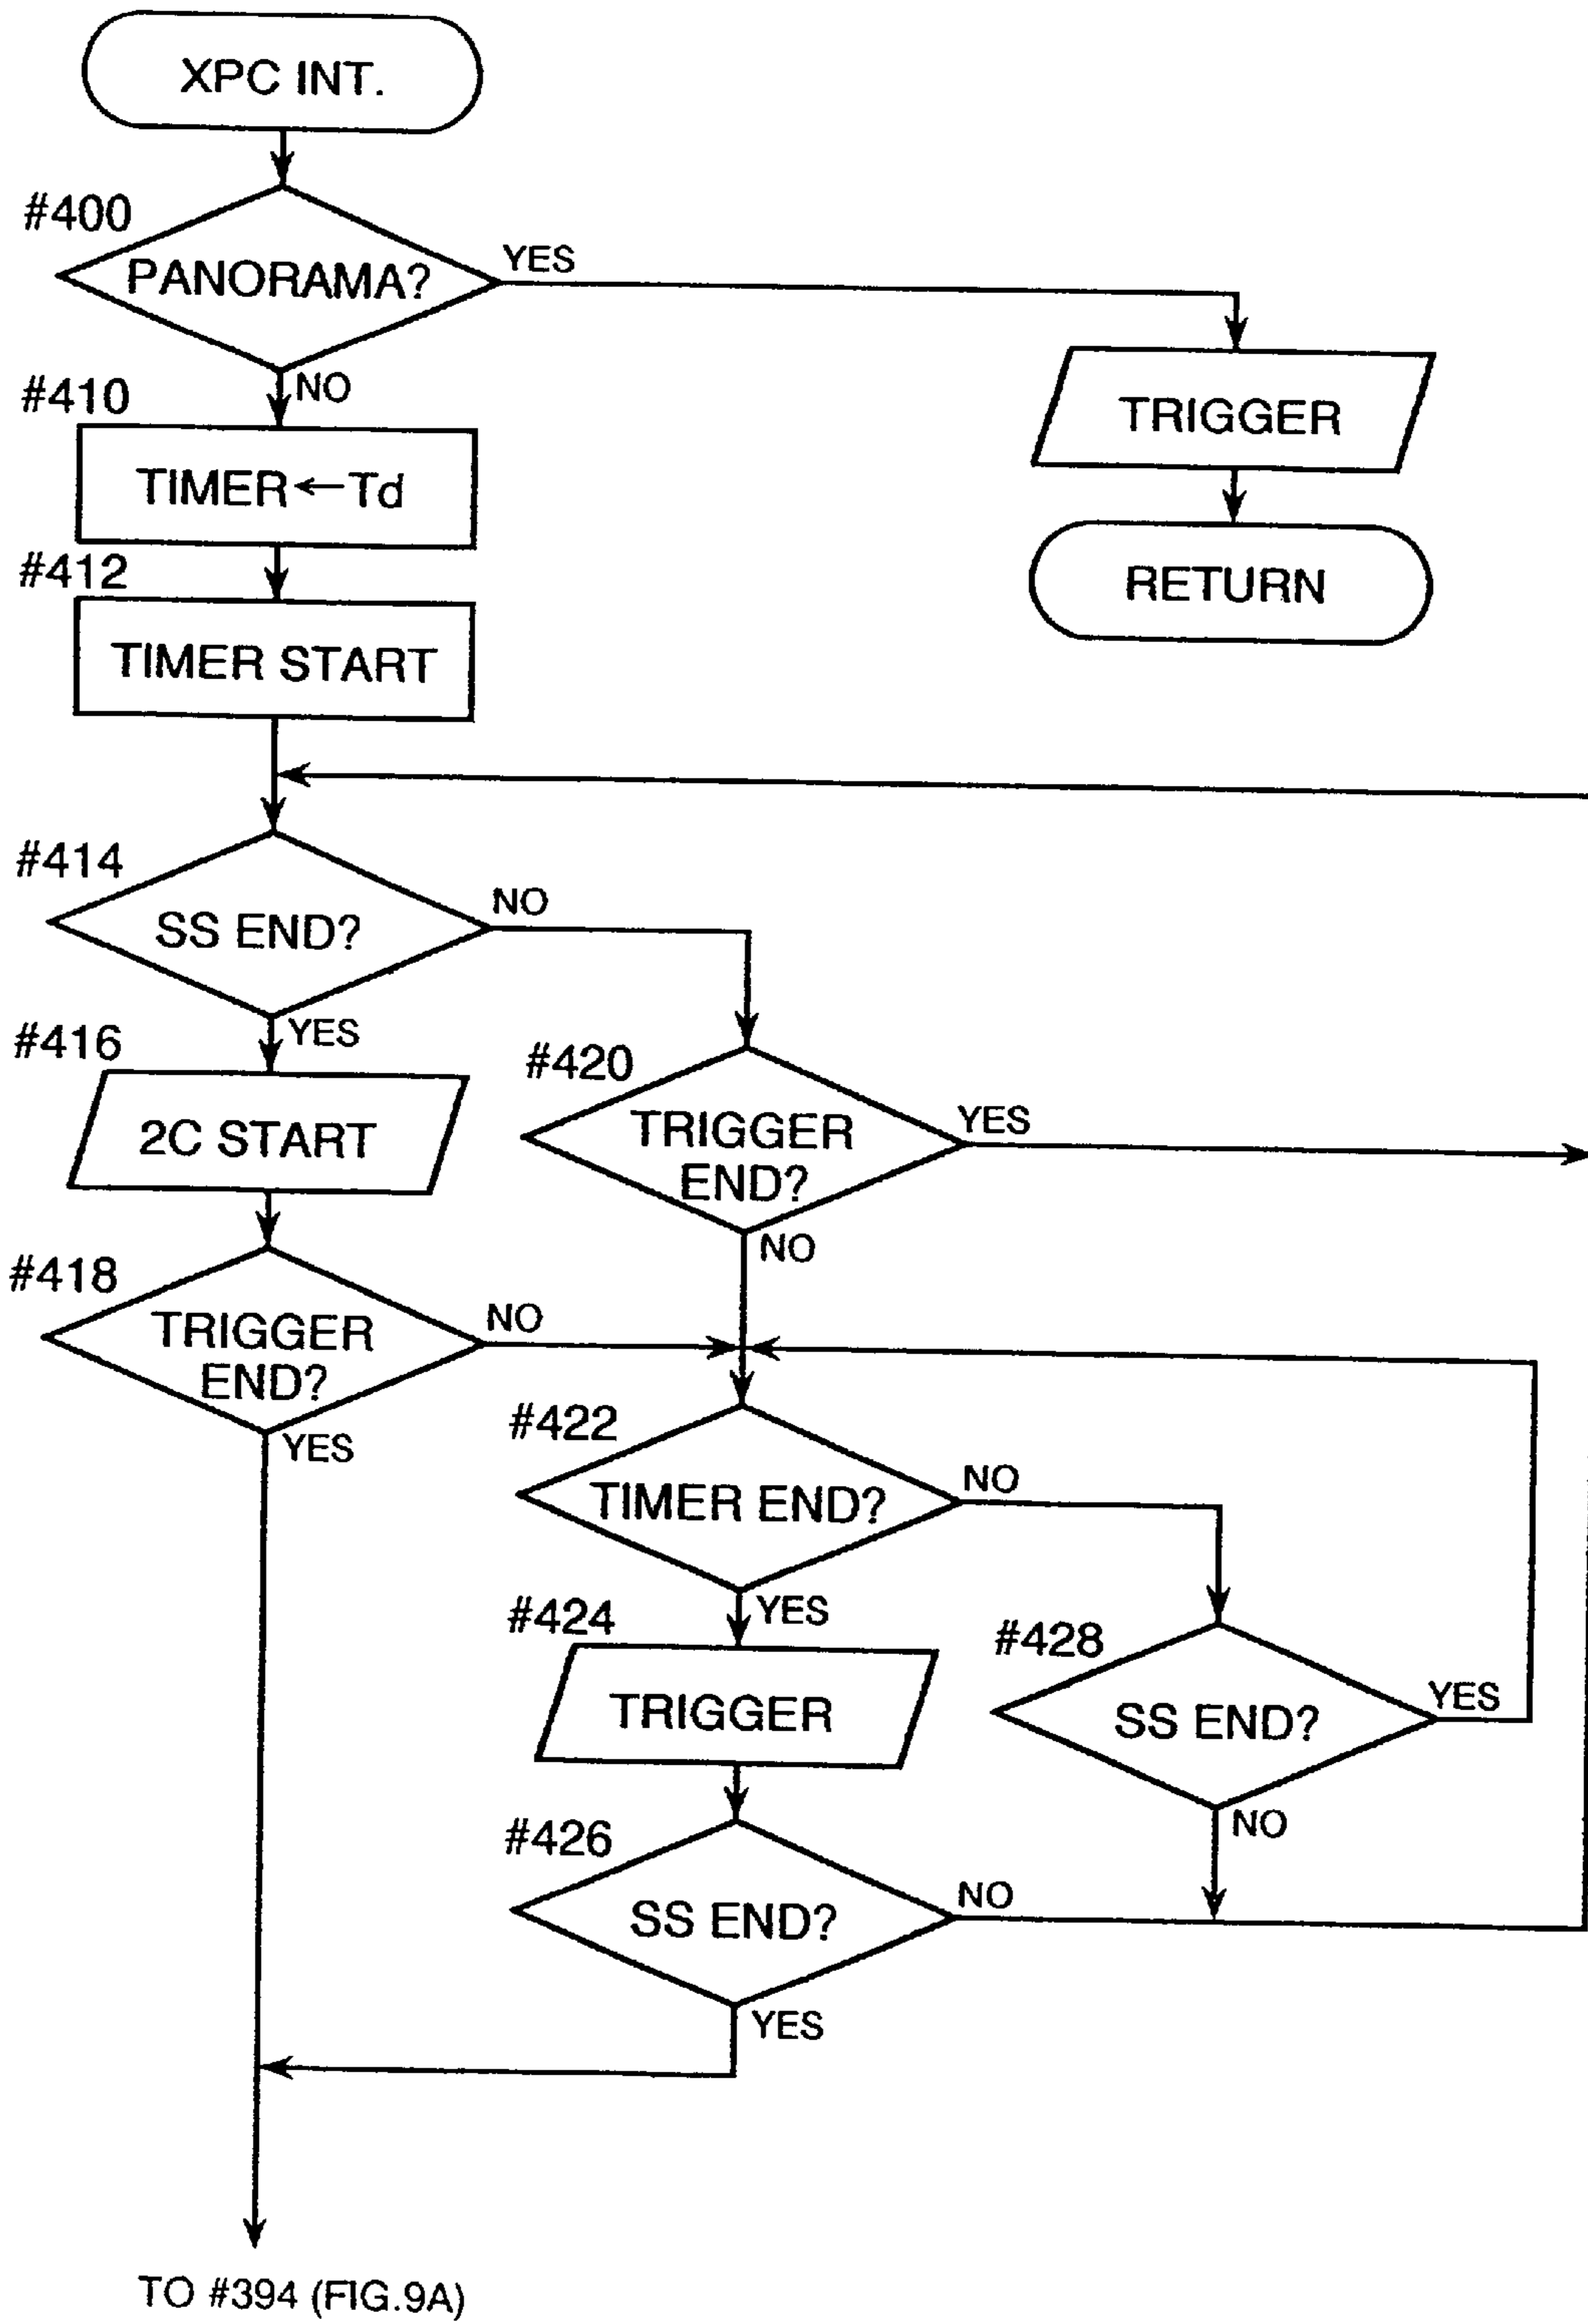 XPC INT.
#400
PANORAMA?
YES
NO
TRIGGER
RETURN
#410
TIMER←Td
#412
TIMER START
#414
SS END?
NO
YES
#416
2C START
#420
TRIGGER
END?
YES
NO
#418
TRIGGER
END?
NO
YES
#422
TIMER END?
NO
YES
#424
TRIGGER
#428
SS END?
YES
NO
#426
SS END?
NO
YES
TO #394 (FIG.9A)